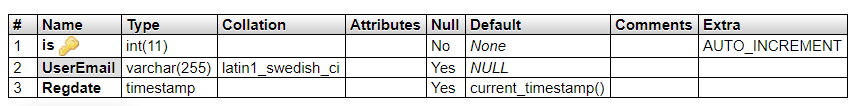 # Name Type Collation Attributes Null Default Comments Extra
1 is int(11) No None AUTO_INCREMENT
2 UserEmail varchar(255) latin1_swedish_ci Yes NULL
3 Regdate timestamp Yes current_timestamp()